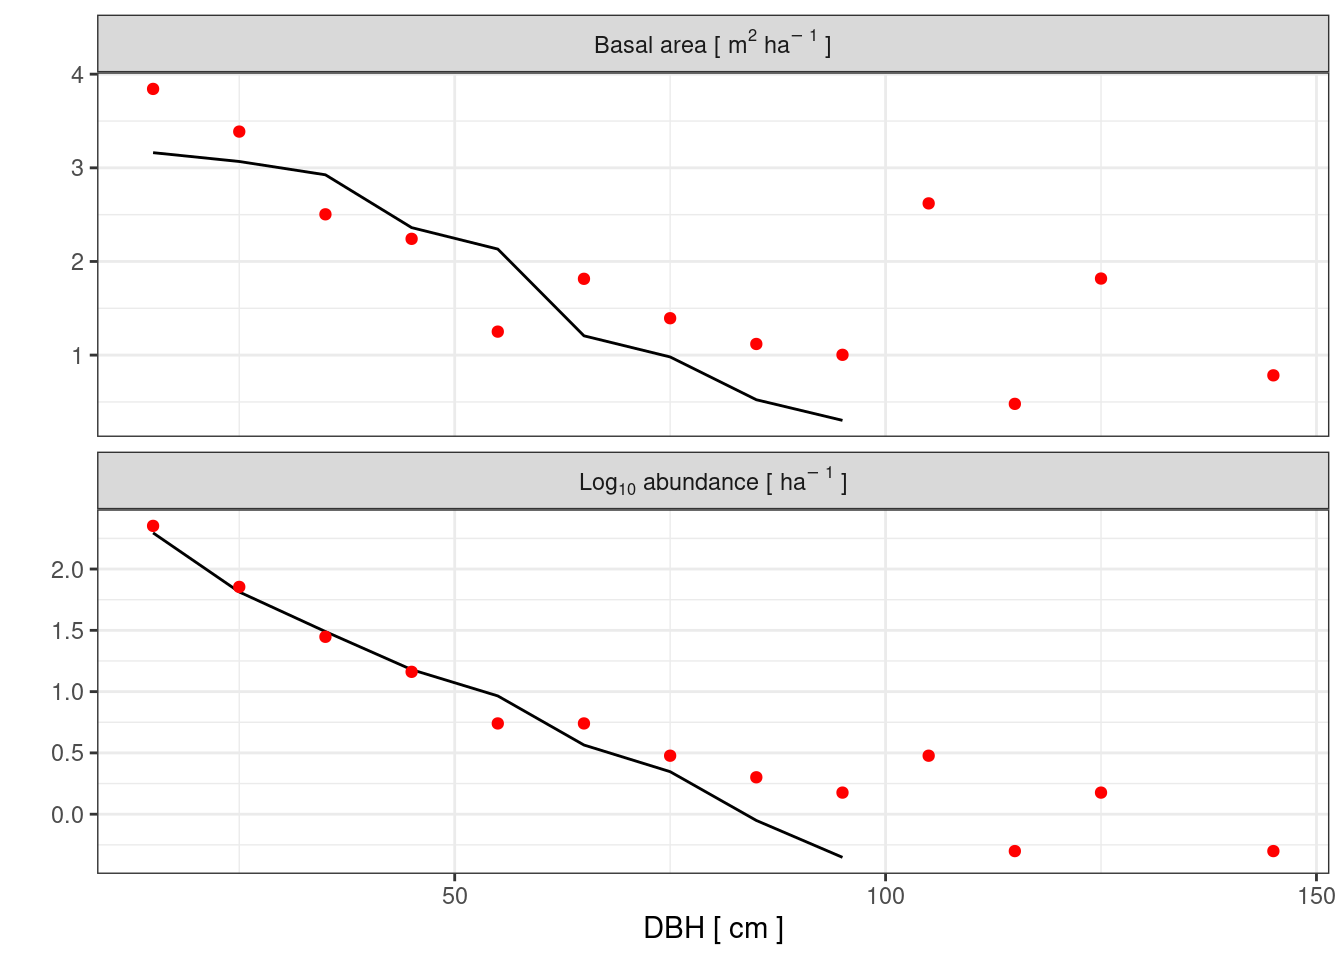 Basal area [ m² ha⁻ ¹ ]
4
3
2
1
Log₁₀ abundance [ ha⁻ ¹ ]
2.0
1.5
1.0
0.5
0.0
50 100 150
DBH [ cm ]